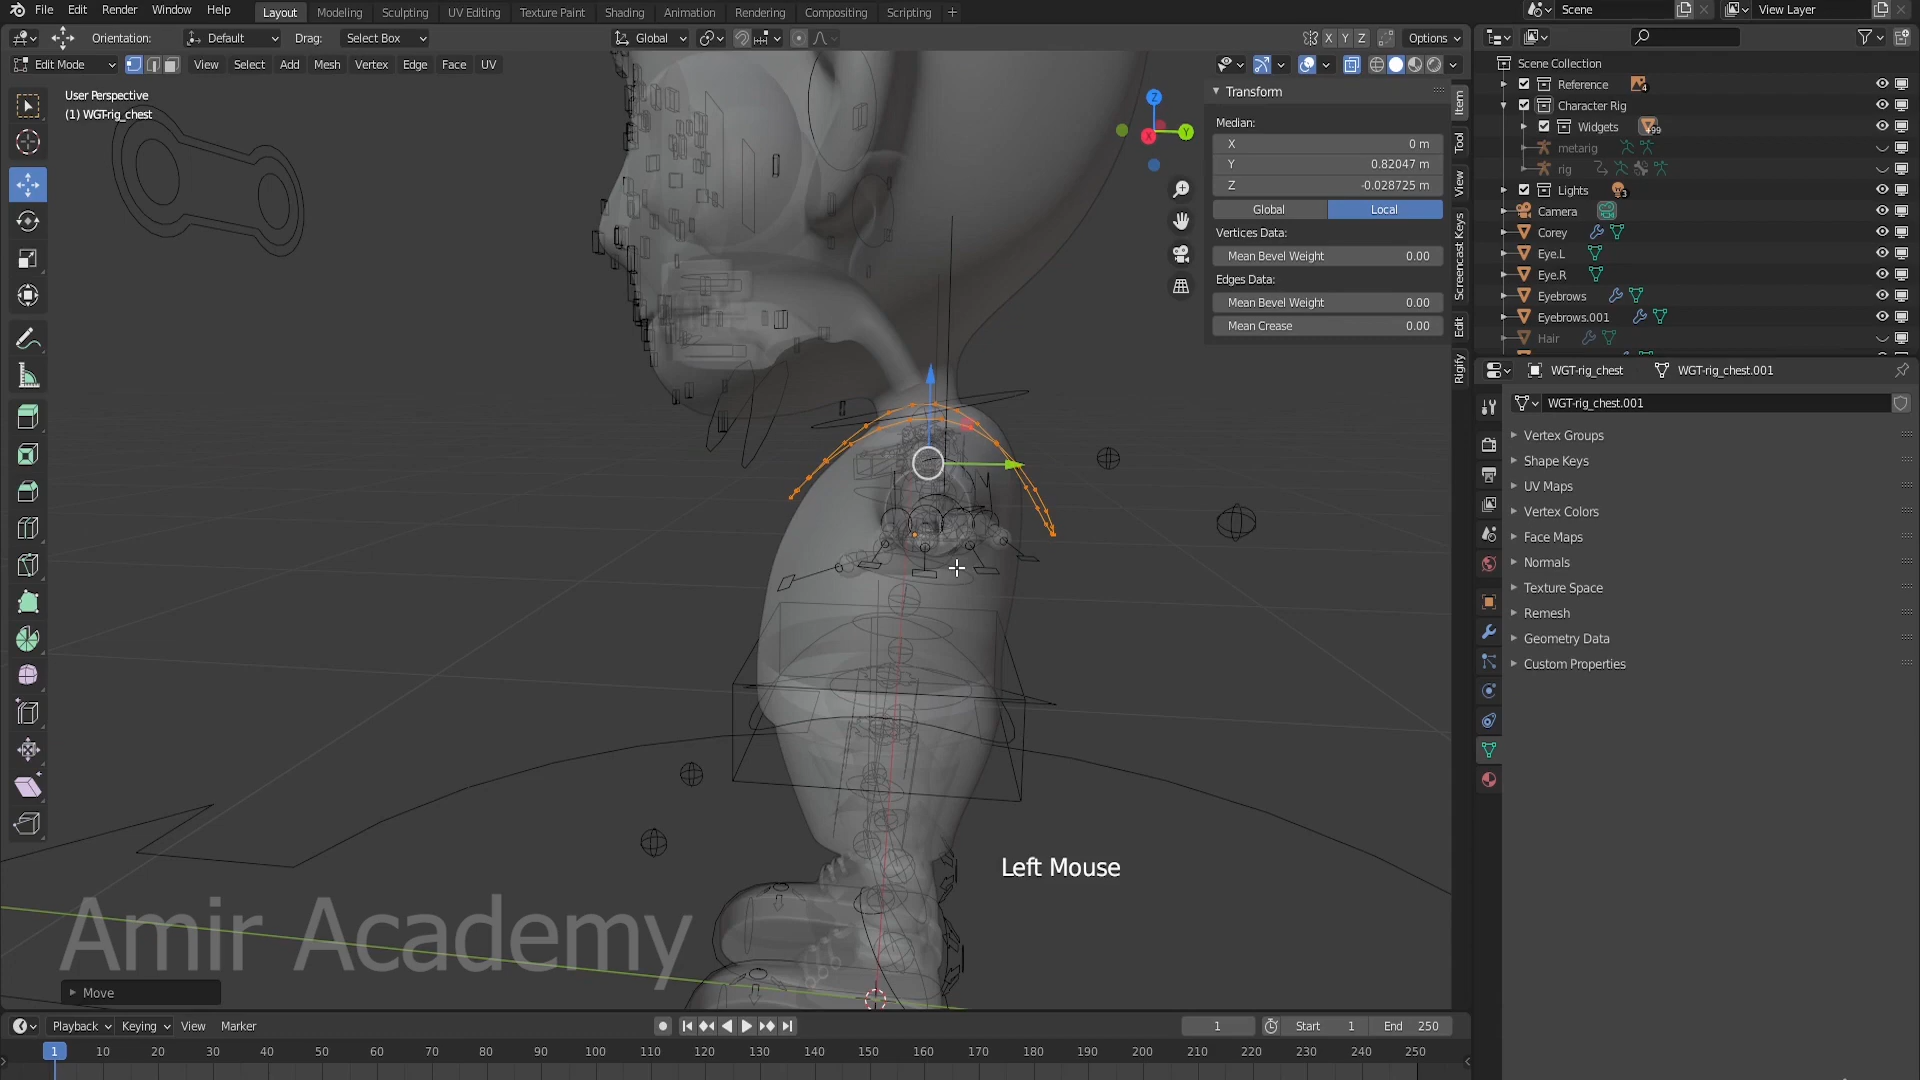 File Edit Render Window Help Layout Modeling Sculpting UV Editing Texture Paint Shading Animation Rendering Compositing Scripting + Scene View Layer
Orientation: Default Drag: Select Box Global X Y Z Options
Edit Mode View Select Add Mesh Vertex Edge Face UV
User Perspective
(1) WGT-rig_chest
Transform
Median:
X 0 m
Y 0.82047 m
Z -0.028725 m
Global Local
Vertices Data:
Mean Bevel Weight 0.00
Edges Data:
Mean Bevel Weight 0.00
Mean Crease 0.00
Item
Tool
View
Screencast Keys
Edit
Rigify
Z
Y
X
Scene Collection
Reference 4
Character Rig
Widgets
metarig
rig
Lights 3
Camera
Corey
Eye.L
Eye.R
Eyebrows
Eyebrows.001
Hair
WGT-rig_chest WGT-rig_chest.001
WGT-rig_chest.001
Vertex Groups
Shape Keys
UV Maps
Vertex Colors
Face Maps
Normals
Texture Space
Remesh
Geometry Data
Custom Properties
Left Mouse
Amir Academy
Move
Playback Keying View Marker 1 Start 1 End 250
1 10 20 30 40 50 60 70 80 90 100 110 120 130 140 150 160 170 180 190 200 210 220 230 240 250